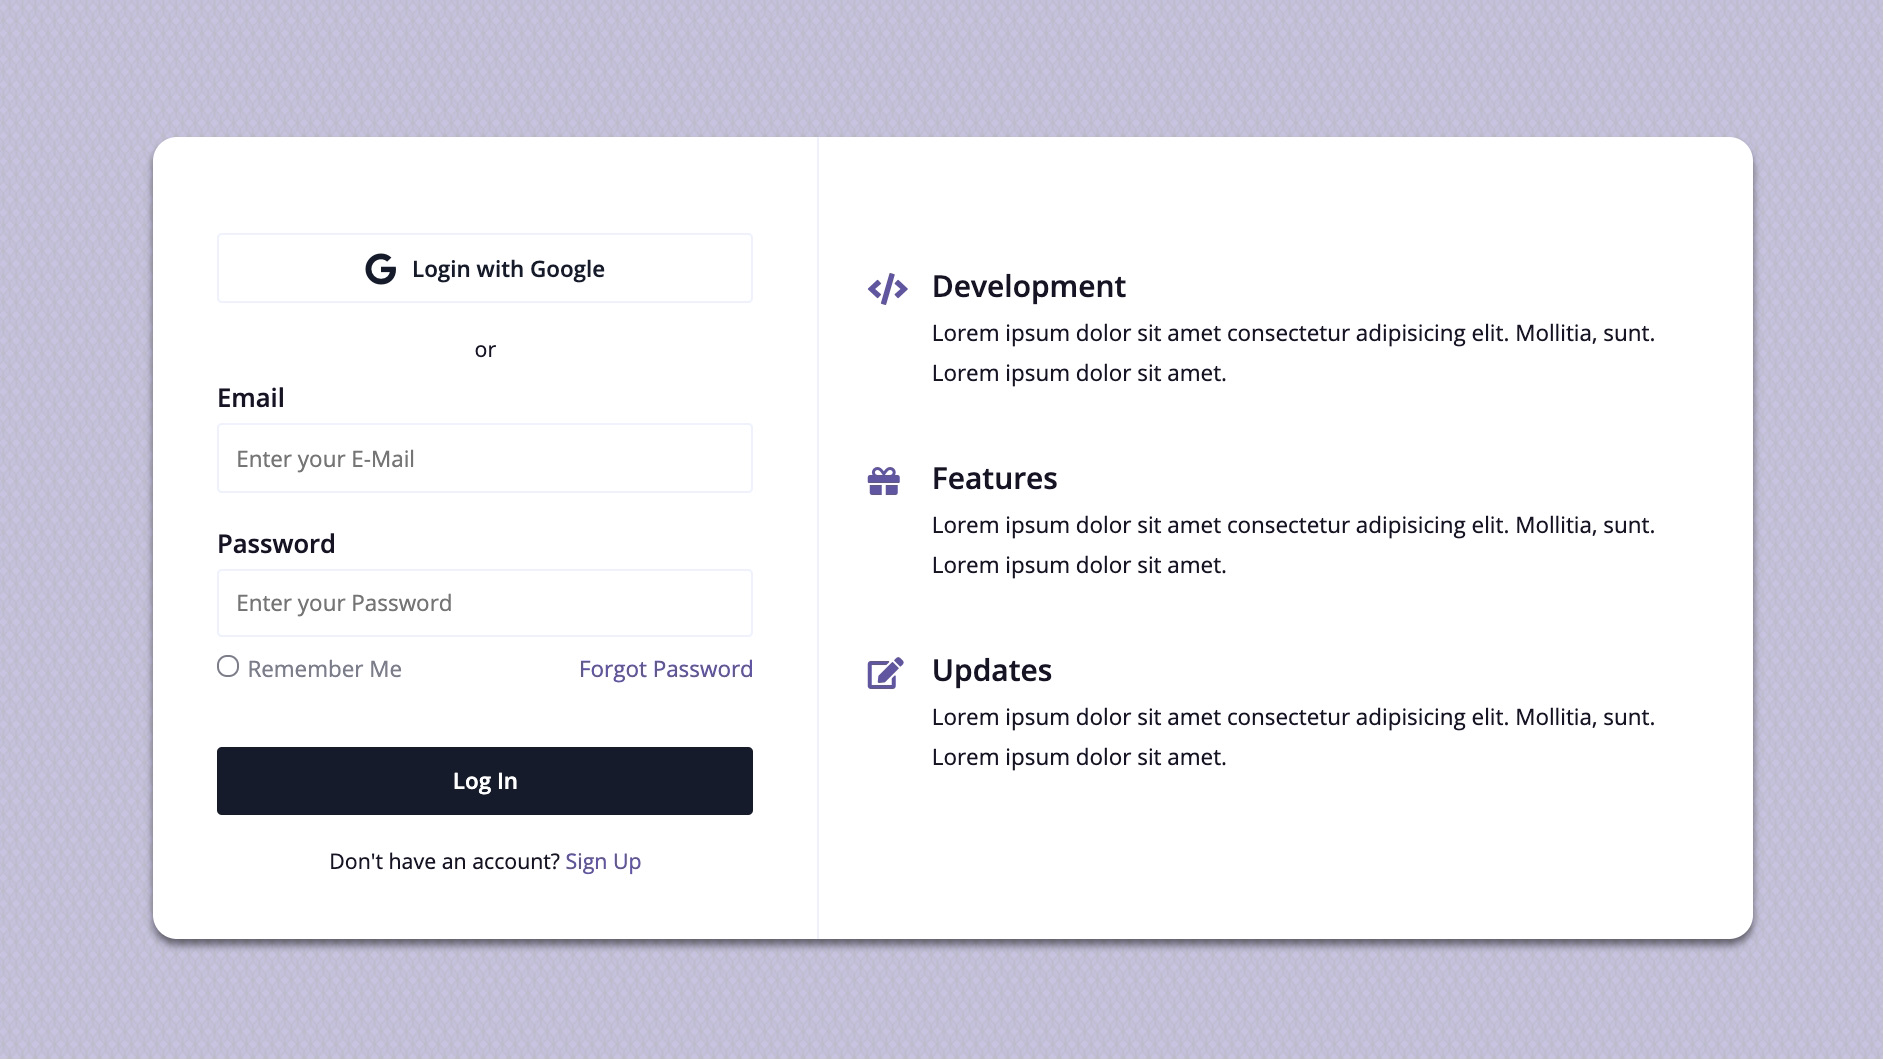 Login with Google
or
Email
Enter your E-Mail
Password
Enter your Password
Remember Me
Forgot Password
Log In
Don't have an account? Sign Up
Development
Lorem ipsum dolor sit amet consectetur adipisicing elit. Mollitia, sunt.
Lorem ipsum dolor sit amet.
Features
Lorem ipsum dolor sit amet consectetur adipisicing elit. Mollitia, sunt.
Lorem ipsum dolor sit amet.
Updates
Lorem ipsum dolor sit amet consectetur adipisicing elit. Mollitia, sunt.
Lorem ipsum dolor sit amet.